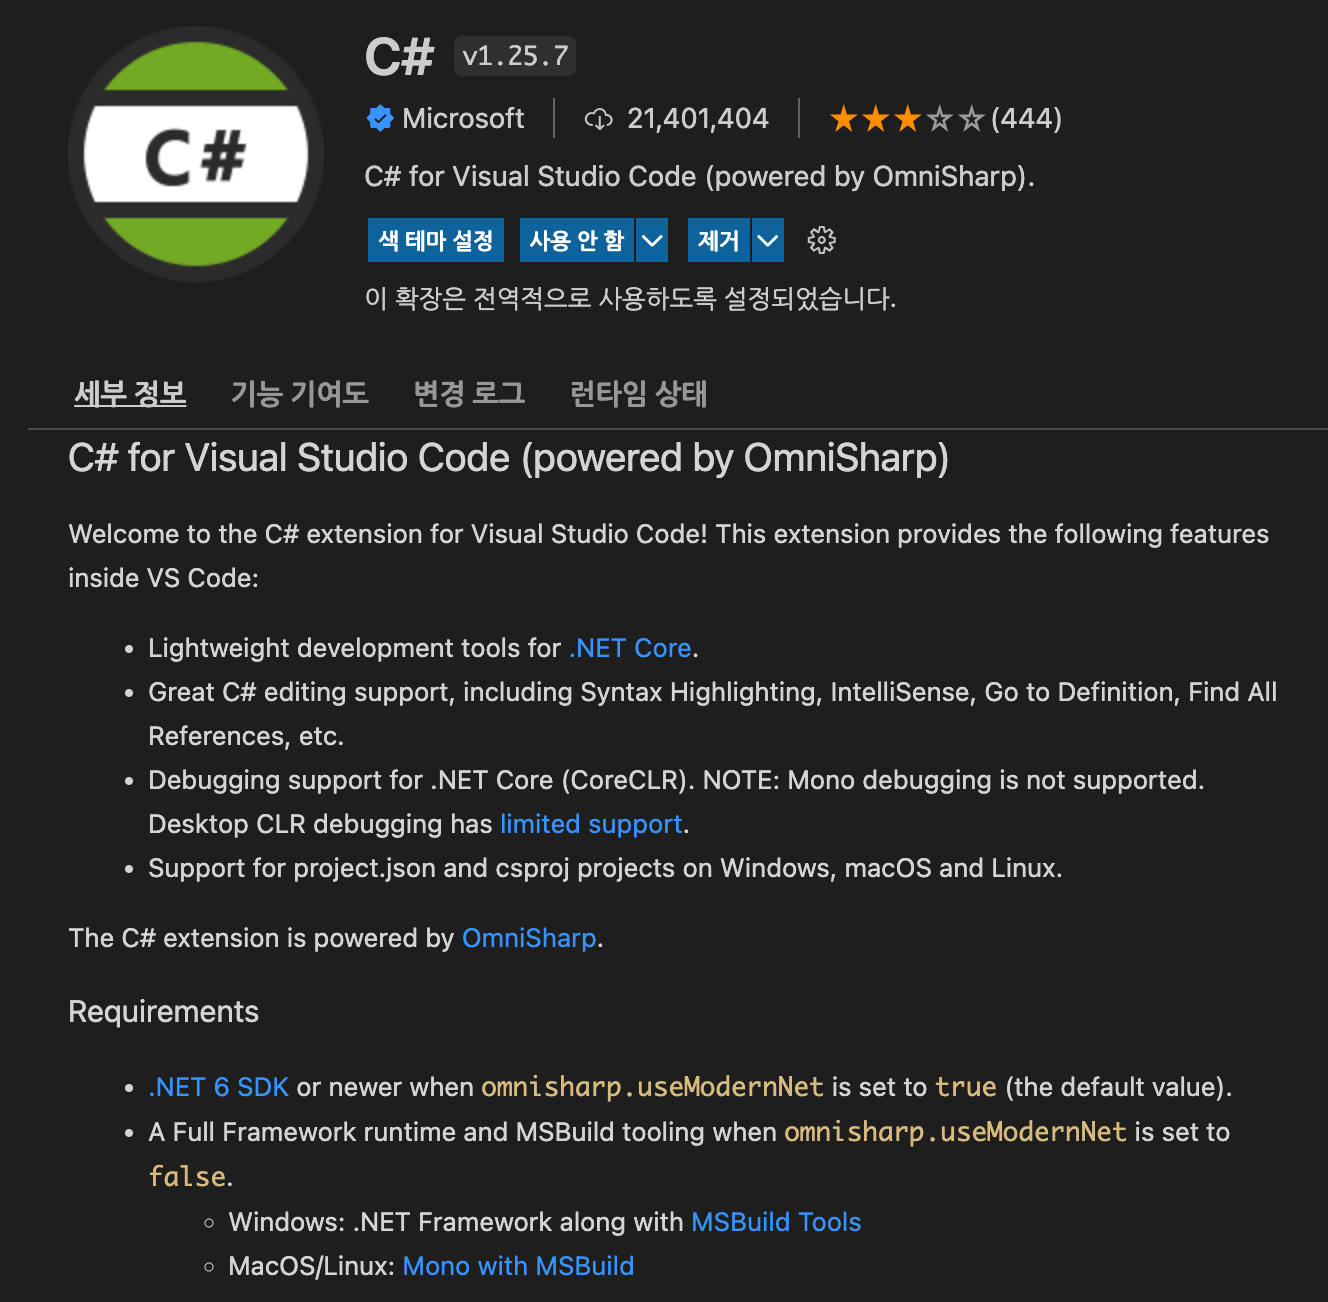 C# v1.25.7
C#
Microsoft 21,401,404 (444)
C# for Visual Studio Code (powered by OmniSharp).
색 테마 설정 사용 안 함 제거
이 확장은 전역적으로 사용하도록 설정되었습니다.
세부 정보 기능 기여도 변경 로그 런타임 상태
C# for Visual Studio Code (powered by OmniSharp)
Welcome to the C# extension for Visual Studio Code! This extension provides the following features
inside VS Code:
• Lightweight development tools for .NET Core.
• Great C# editing support, including Syntax Highlighting, IntelliSense, Go to Definition, Find All
References, etc.
• Debugging support for .NET Core (CoreCLR). NOTE: Mono debugging is not supported.
Desktop CLR debugging has limited support.
• Support for project.json and csproj projects on Windows, macOS and Linux.
The C# extension is powered by OmniSharp.
Requirements
• .NET 6 SDK or newer when omnisharp.useModernNet is set to true (the default value).
• A Full Framework runtime and MSBuild tooling when omnisharp.useModernNet is set to
false.
◦ Windows: .NET Framework along with MSBuild Tools
◦ MacOS/Linux: Mono with MSBuild